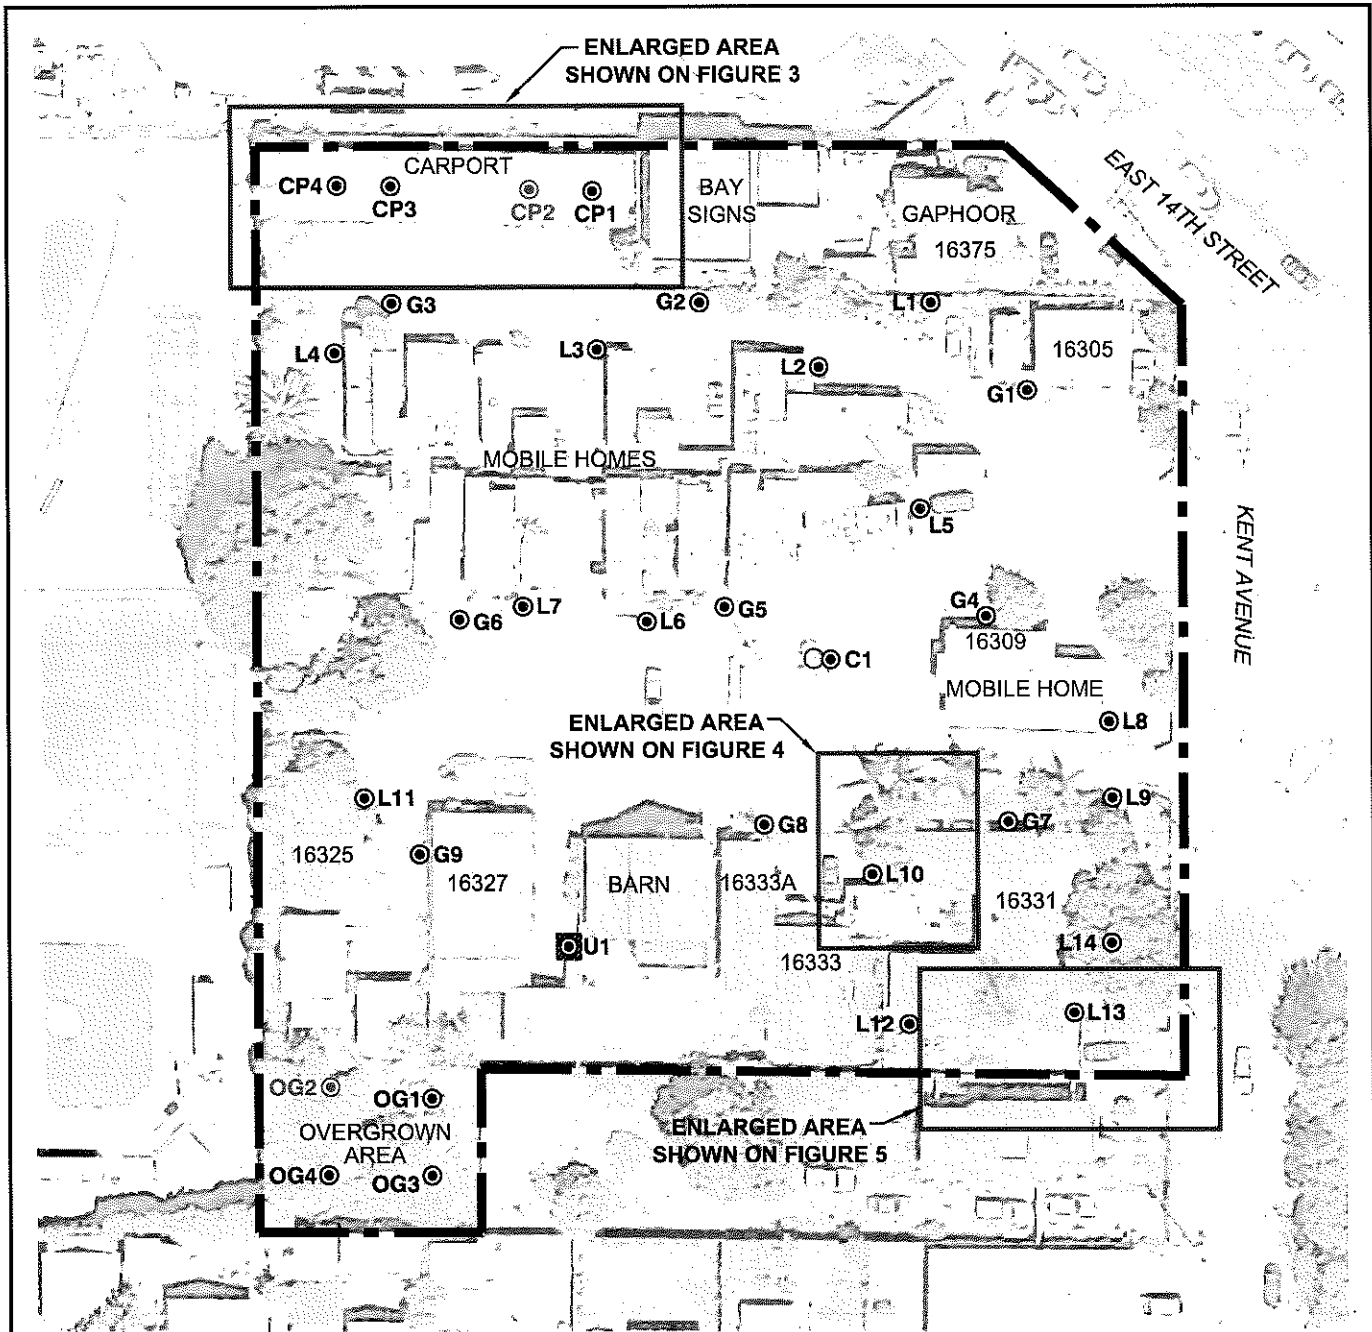 ENLARGED AREA
SHOWN ON FIGURE 3
CARPORT
CP4
CP3
CP2
CP1
BAY
SIGNS
GAPHOOR
16375
EAST 14TH STREET
G3
G2
L1
L4
L3
L2
16305
G1
MOBILE HOMES
L5
KENT AVENUE
G6
L7
L6
G5
G4
16309
C1
MOBILE HOME
L8
ENLARGED AREA
SHOWN ON FIGURE 4
L11
L9
G8
G7
16325
G9
16327
BARN
16333A
L10
16331
U1
16333
L14
L12
L13
OG2
OG1
OVERGROWN
AREA
OG4
OG3
ENLARGED AREA
SHOWN ON FIGURE 5